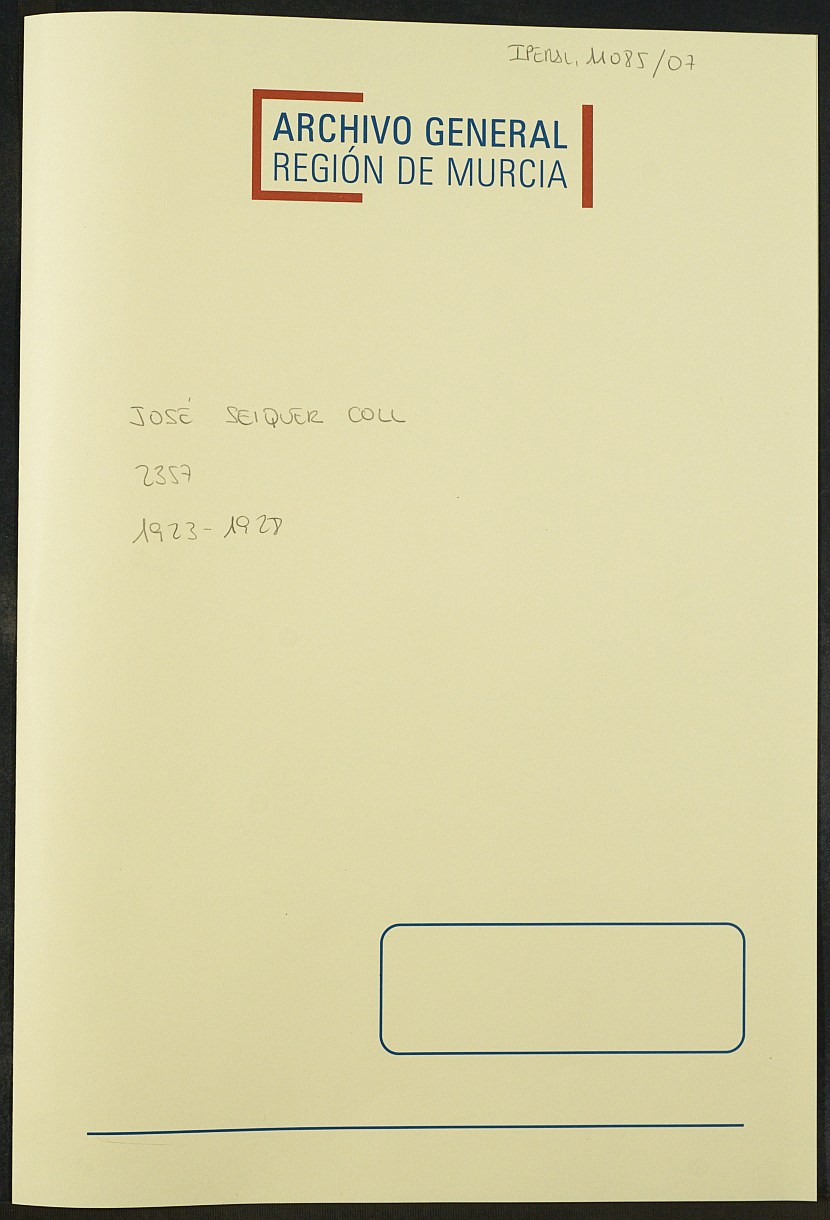 IPERSL, 11085/07
ARCHIVO GENERAL
REGIÓN DE MURCIA
JOSÉ SEIQUER COLL
2357
1923-1928